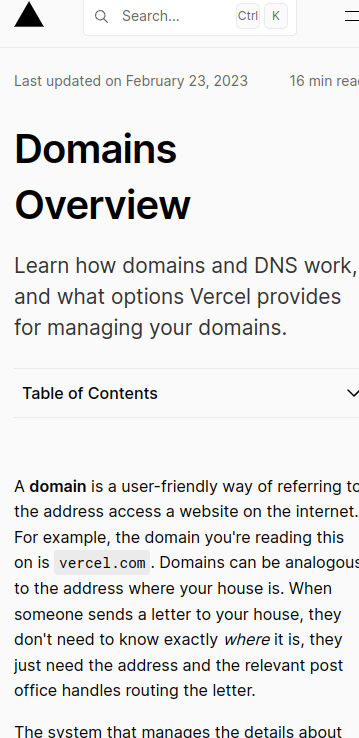 Search...
Ctrl K
Last updated on February 23, 2023 16 min read
Domains
Overview
Learn how domains and DNS work,
and what options Vercel provides
for managing your domains.
Table of Contents
A domain is a user-friendly way of referring to
the address access a website on the internet.
For example, the domain you're reading this
on is vercel.com. Domains can be analogous
to the address where your house is. When
someone sends a letter to your house, they
don't need to know exactly where it is, they
just need the address and the relevant post
office handles routing the letter.
The system that manages the details about